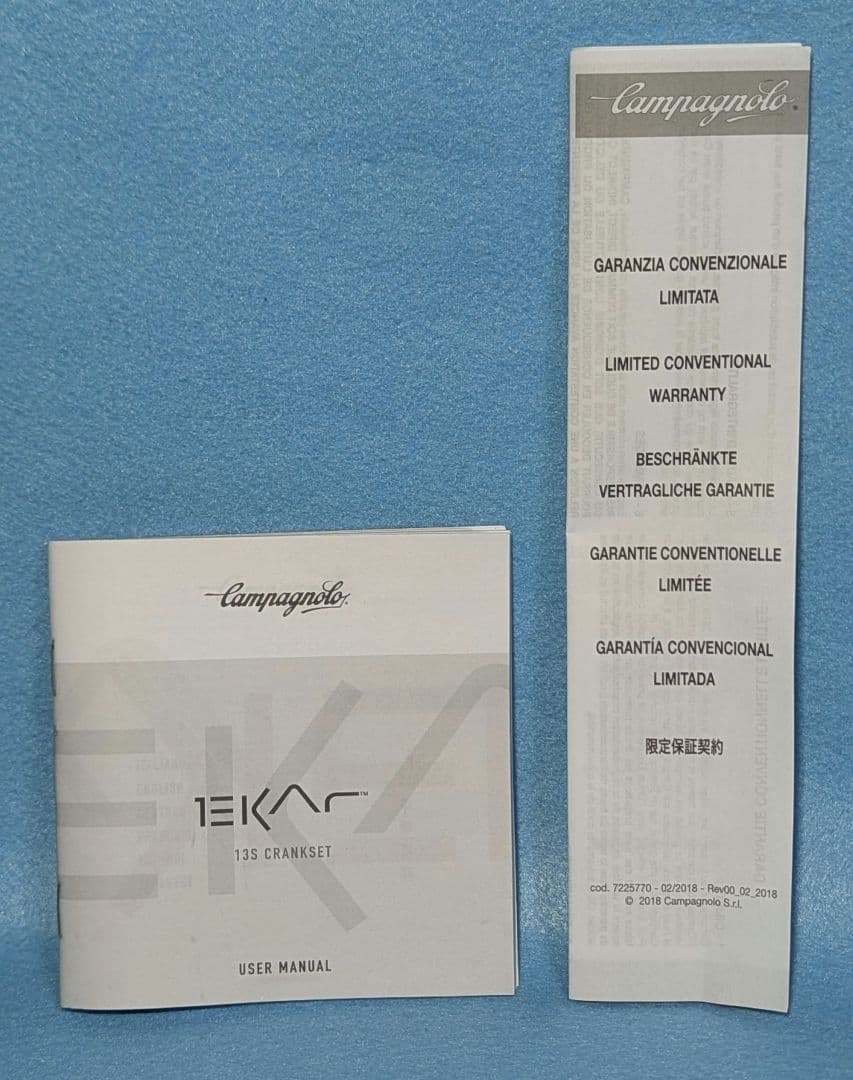 Campagnolo
EKAR™
13S CRANKSET
USER MANUAL
Campagnolo
GARANZIA CONVENZIONALE
LIMITATA
LIMITED CONVENTIONAL
WARRANTY
BESCHRÄNKTE
VERTRAGLICHE GARANTIE
GARANTIE CONVENTIONELLE
LIMITÉE
GARANTÍA CONVENCIONAL
LIMITADA
限定保証契約
cod. 7225770 - 02/2018 - Rev00_02_2018
© 2018 Campagnolo S.r.l.